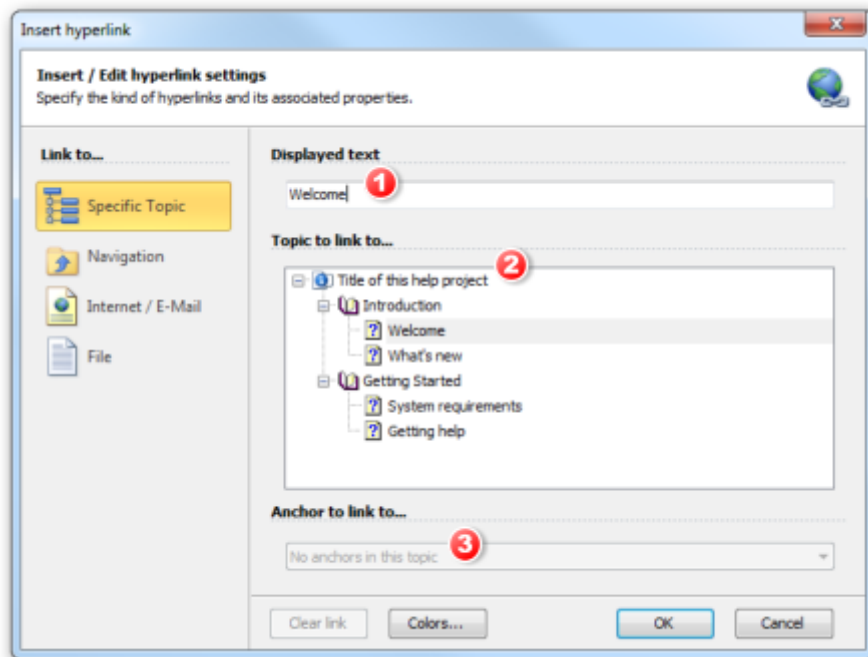 Insert hyperlink
Insert / Edit hyperlink settings
Specify the kind of hyperlinks and its associated properties.
Link to...
Specific Topic
Navigation
Internet / E-Mail
File
Displayed text
1
Welcome
Topic to link to...
2
Title of this help project
Introduction
Welcome
What's new
Getting Started
System requirements
Getting help
Anchor to link to...
3
No anchors in this topic
Clear link
Colors...
OK
Cancel